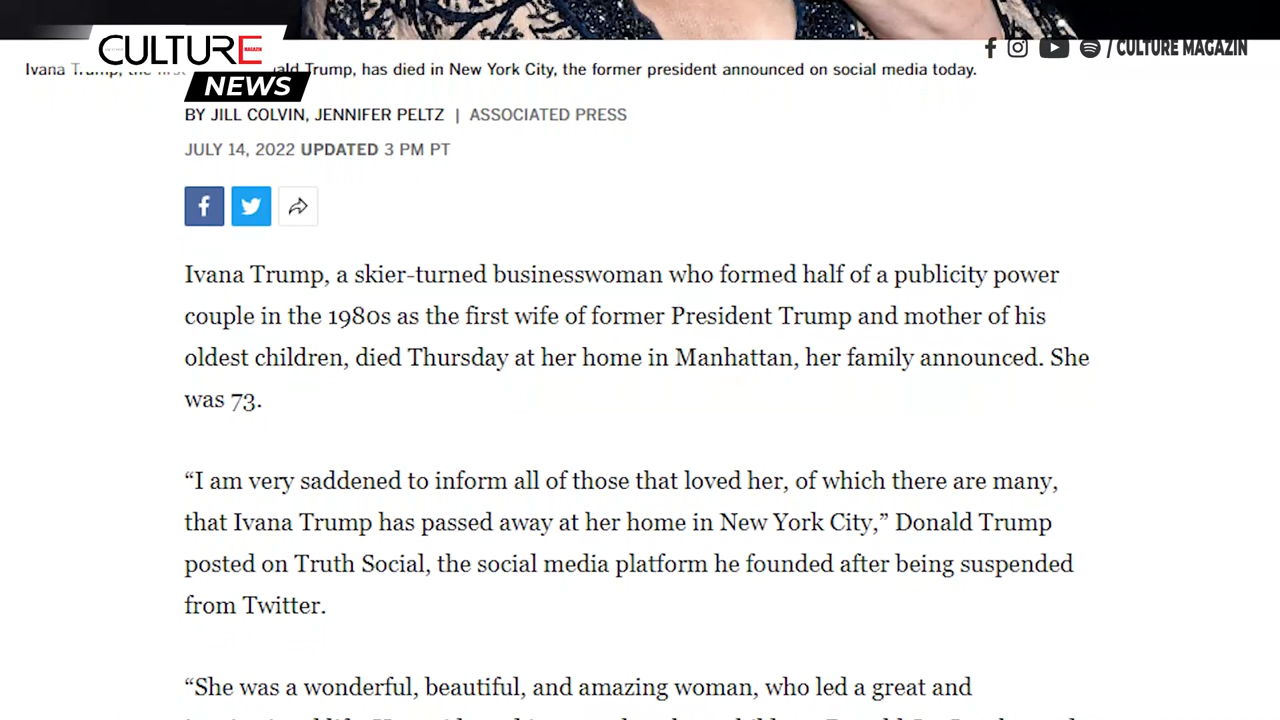 CULTURE
MAGAZIN
/ CULTURE MAGAZIN
Ivana Trump, the first ald Trump, has died in New York City, the former president announced on social media today.
NEWS
BY JILL COLVIN, JENNIFER PELTZ | ASSOCIATED PRESS
JULY 14, 2022 UPDATED 3 PM PT
Ivana Trump, a skier-turned businesswoman who formed half of a publicity power
couple in the 1980s as the first wife of former President Trump and mother of his
oldest children, died Thursday at her home in Manhattan, her family announced. She
was 73.
“I am very saddened to inform all of those that loved her, of which there are many,
that Ivana Trump has passed away at her home in New York City,” Donald Trump
posted on Truth Social, the social media platform he founded after being suspended
from Twitter.
“She was a wonderful, beautiful, and amazing woman, who led a great and